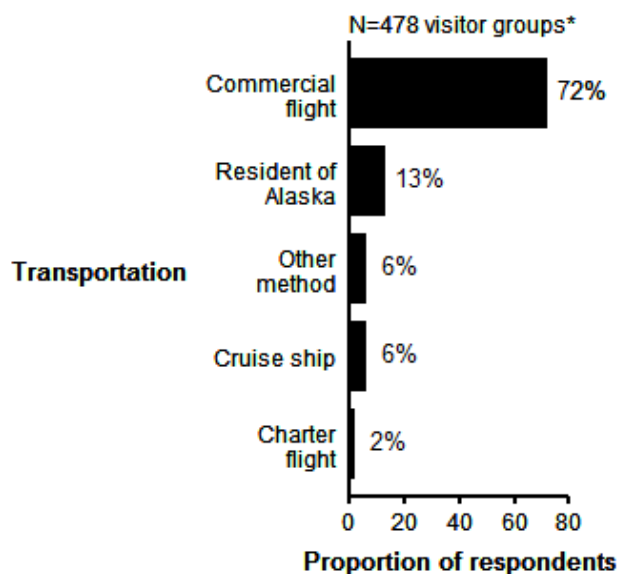 N=478 visitor groups*
Commercial
flight
72%
Resident of
Alaska
13%
Transportation
Other
method
6%
Cruise ship
6%
Charter
flight
2%
0 20 40 60 80
Proportion of respondents